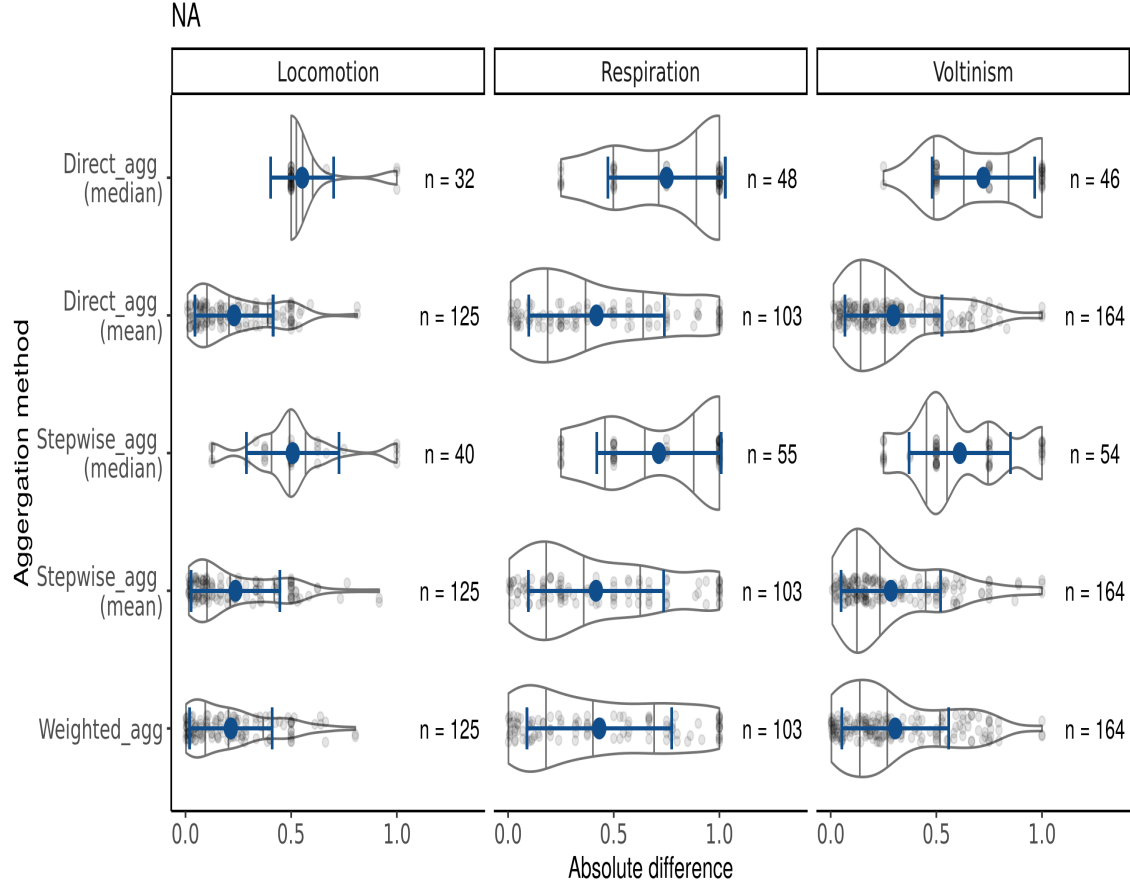 NA
Locomotion Respiration Voltinism
Direct_agg
(median)
n = 32 n = 48 n = 46
Direct_agg
(mean)
n = 125 n = 103 n = 164
Stepwise_agg
(median)
n = 40 n = 55 n = 54
Stepwise_agg
(mean)
n = 125 n = 103 n = 164
Weighted_agg
n = 125 n = 103 n = 164
Aggergation method
0.0 0.5 1.0 0.0 0.5 1.0 0.0 0.5 1.0
Absolute difference